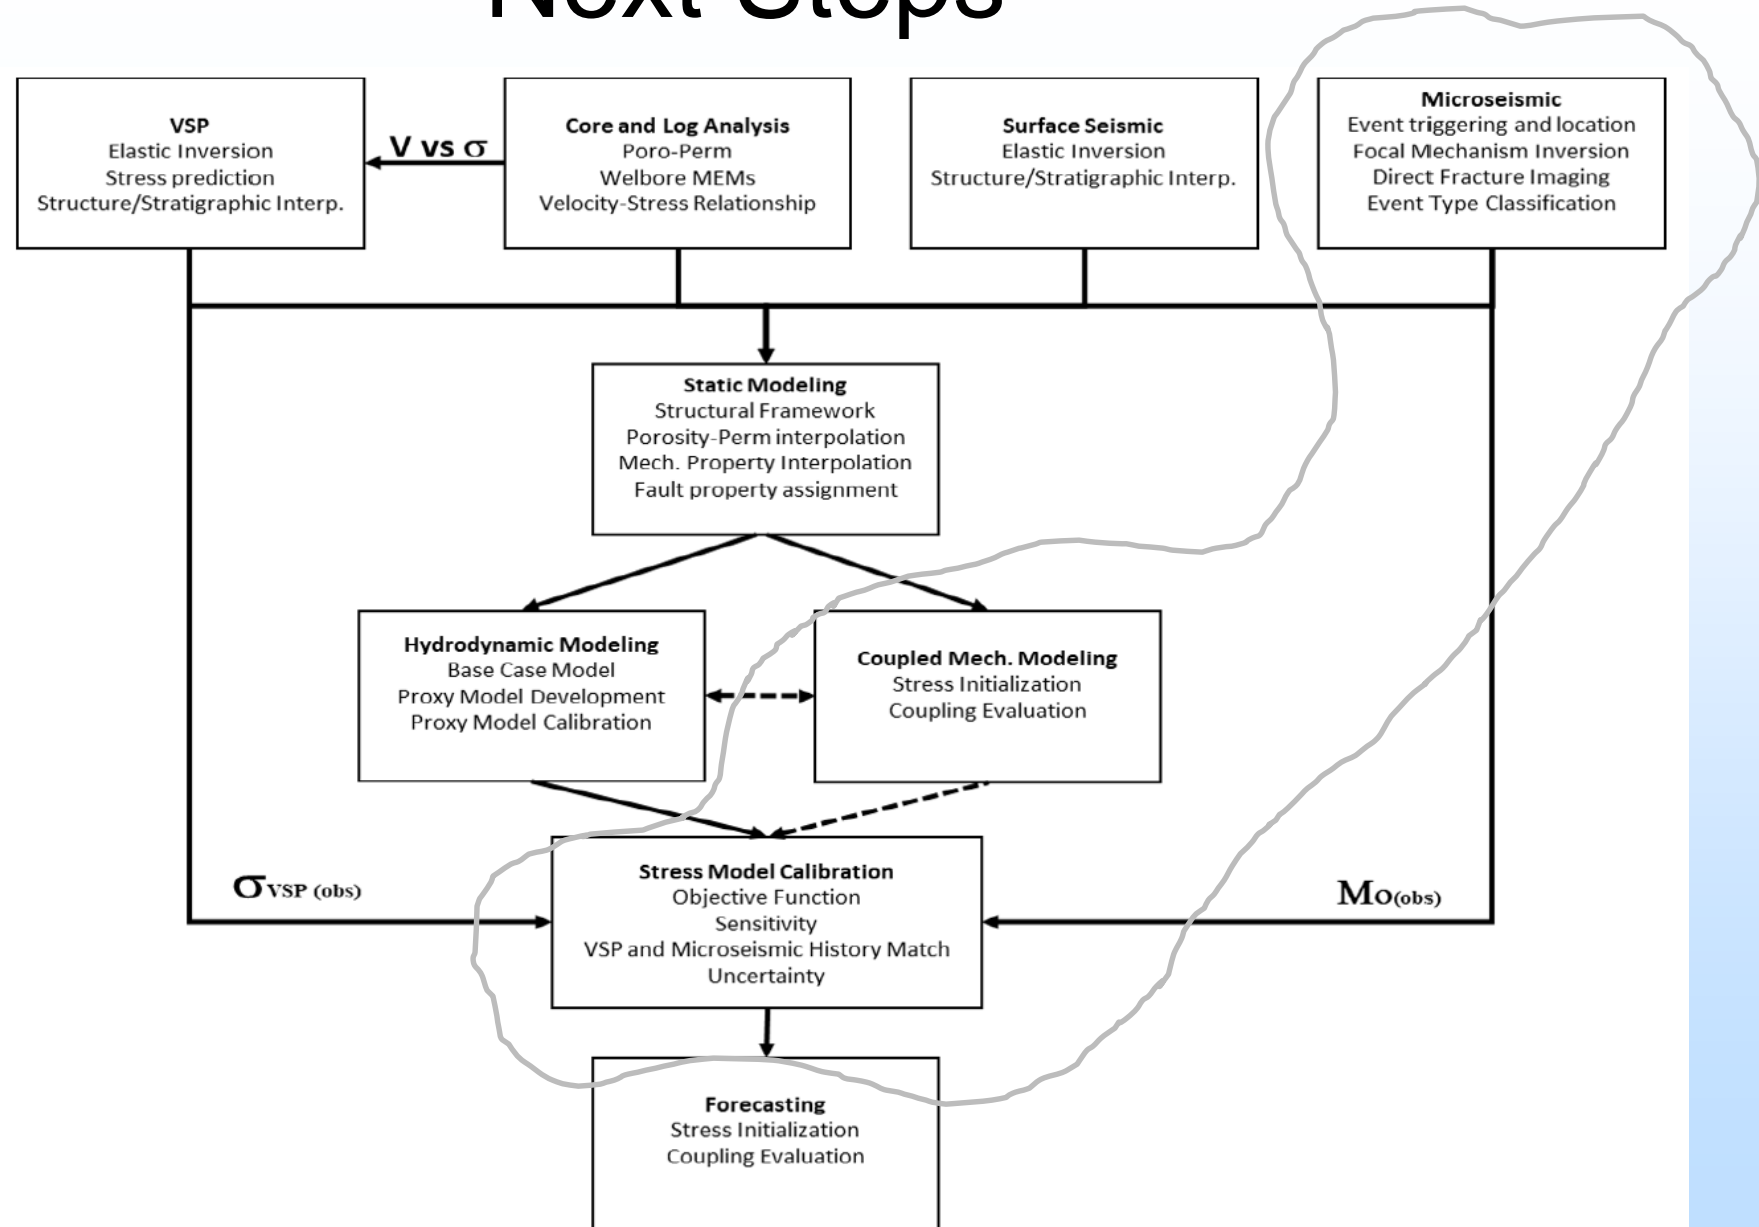 Next Steps
VSP
Elastic Inversion
Stress prediction
Structure/Stratigraphic Interp.
V vs σ
Core and Log Analysis
Poro-Perm
Welbore MEMs
Velocity-Stress Relationship
Surface Seismic
Elastic Inversion
Structure/Stratigraphic Interp.
Microseismic
Event triggering and location
Focal Mechanism Inversion
Direct Fracture Imaging
Event Type Classification
Static Modeling
Structural Framework
Porosity-Perm interpolation
Mech. Property Interpolation
Fault property assignment
Hydrodynamic Modeling
Base Case Model
Proxy Model Development
Proxy Model Calibration
Coupled Mech. Modeling
Stress Initialization
Coupling Evaluation
σVSP (obs)
Stress Model Calibration
Objective Function
Sensitivity
VSP and Microseismic History Match
Uncertainty
Mo(obs)
Forecasting
Stress Initialization
Coupling Evaluation